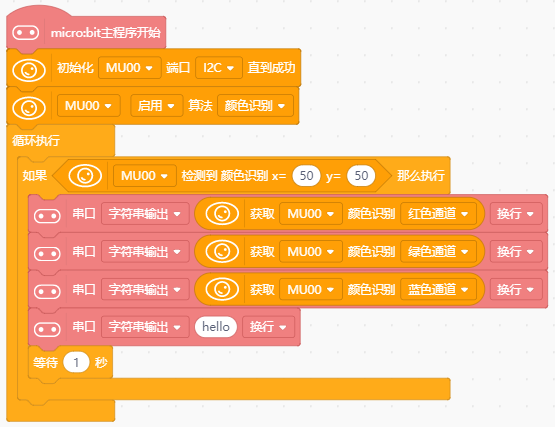 micro:bit主程序开始
初始化 MU00 端口 I2C 直到成功
MU00 启用 算法 颜色识别
循环执行
如果 MU00 检测到 颜色识别 x= 50 y= 50 那么执行
串口 字符串输出 获取 MU00 颜色识别 红色通道 换行
串口 字符串输出 获取 MU00 颜色识别 绿色通道 换行
串口 字符串输出 获取 MU00 颜色识别 蓝色通道 换行
串口 字符串输出 hello 换行
等待 1 秒